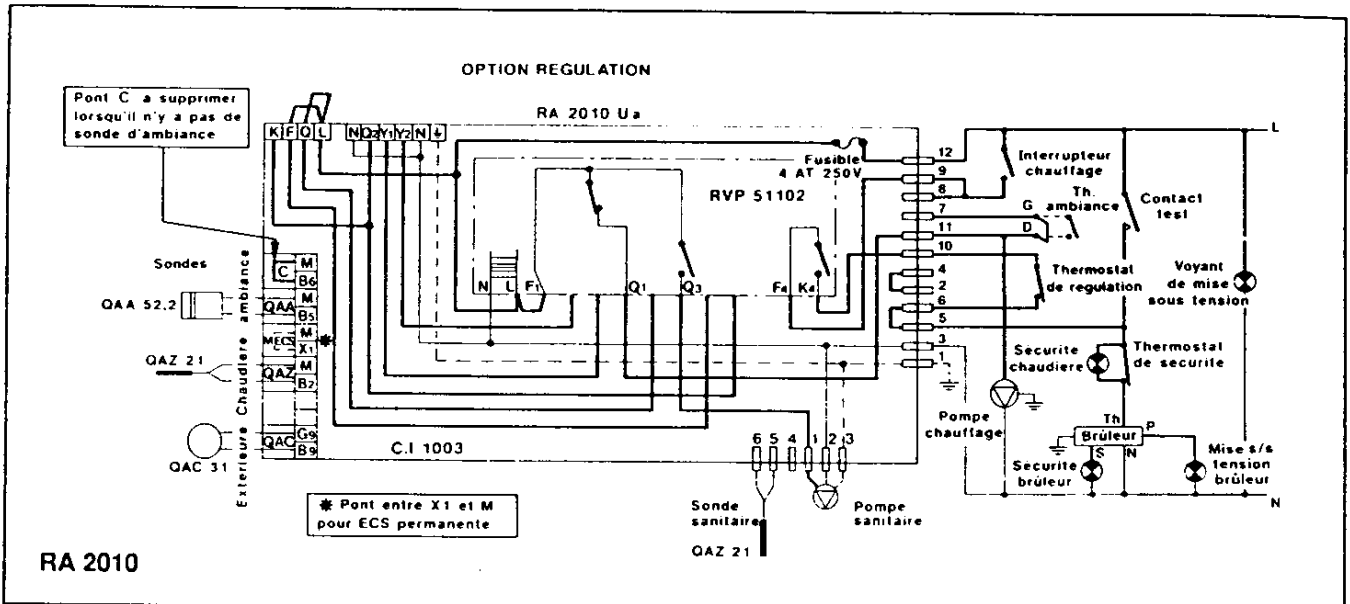 OPTION REGULATION
Pont C a supprimer
lorsqu'il n'y a pas de
sonde d'ambiance
RA 2010 Ua
K F Q L N Q2 Y1 Y2 N
Fusible
4 AT 250V
RVP 51102
12
9
8
7
11
10
4
2
6
5
3
1
L
Interrupteur
chauffage
Th.
ambiance
G
D
Contact
test
Thermostat
de regulation
Voyant
de mise
sous tension
Sondes
QAA 52.2
QAZ 21
QAC 31
Exterieure Chaudiere ambiance
C M
B6
QAA M
B5
MECS M
X1
QAZ M
B2
QAC G9
B9
N L F1 Q1 Q3 F4 K4
C.I 1003
Sécurite
chaudiere
Thermostat
de securite
Pompe
chauffage
Th
Brûleur
P
S
N
Sécurite
brûleur
Mise s/s
tension
brûleur
N
6 5 4 1 2 3
Sonde
sanitaire
QAZ 21
Pompe
sanitaire
✱ Pont entre X1 et M
pour ECS permanente
RA 2010